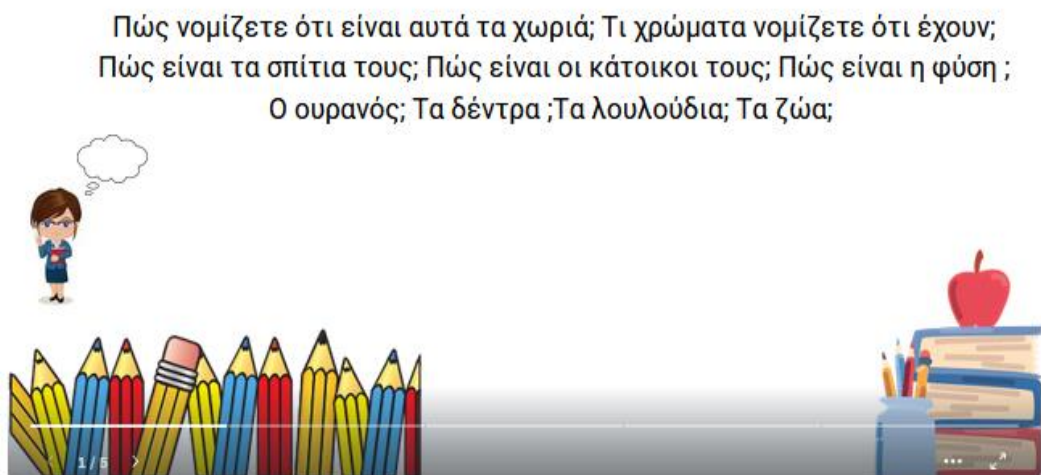 Πώς νομίζετε ότι είναι αυτά τα χωριά; Τι χρώματα νομίζετε ότι έχουν;
Πώς είναι τα σπίτια τους; Πώς είναι οι κάτοικοι τους; Πώς είναι η φύση ;
Ο ουρανός; Τα δέντρα ;Τα λουλούδια; Τα ζώα;
1 / 5